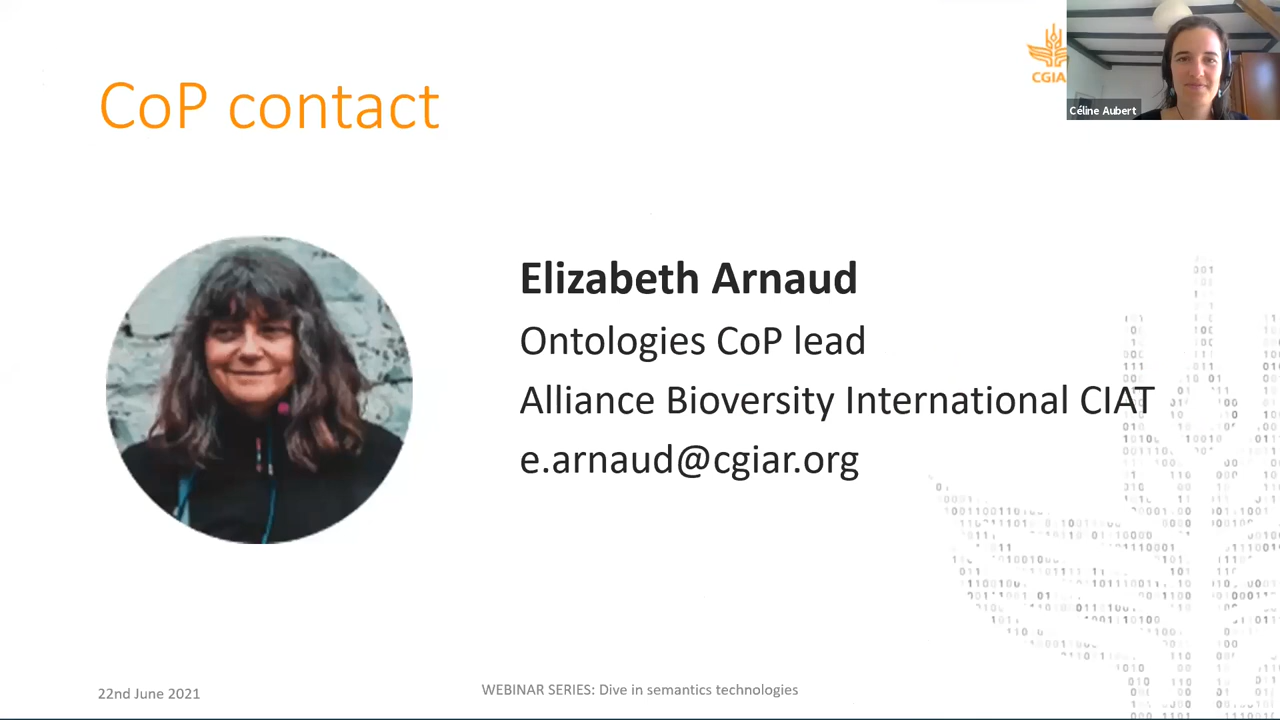 CoP contact
CGIA
Céline Aubert
Elizabeth Arnaud
Ontologies CoP lead
Alliance Bioversity International CIAT
e.arnaud@cgiar.org
22nd June 2021
WEBINAR SERIES: Dive in semantics technologies